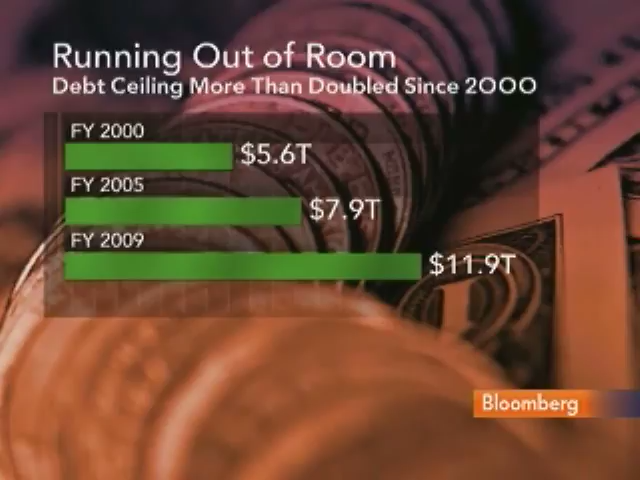 Running Out of Room
Debt Ceiling More Than Doubled Since 2000
FY 2000
$5.6T
FY 2005
$7.9T
FY 2009
$11.9T
Bloomberg